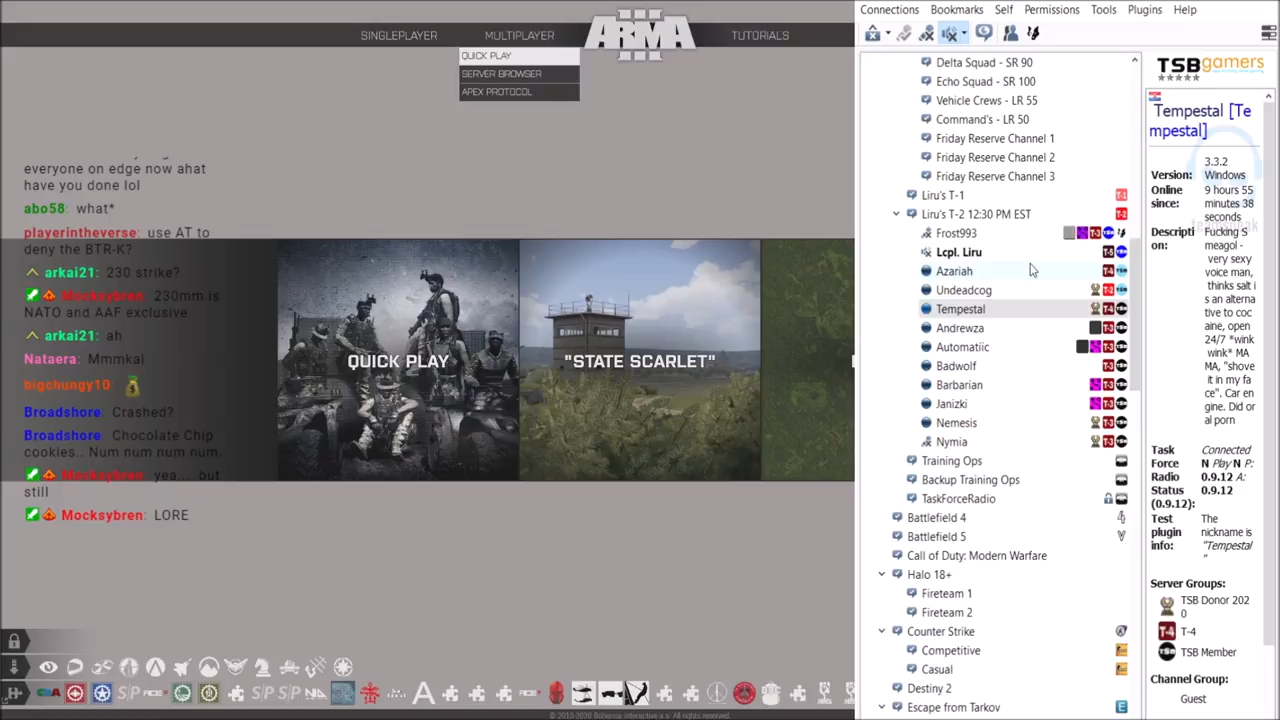 SINGLEPLAYER
MULTIPLAYER
ARMA
III
TUTORIALS
QUICK PLAY
SERVER BROWSER
APEX PROTOCOL
everyone on edge now ahat
have you done lol
abo58: what*
playerintheverse: use AT to
deny the BTR-K?
arkai21: 230 strike?
Mocksybren: 230mm is
NATO and AAF exclusive
arkai21: ah
Nataera: Mmmkal
bigchungy10:
Broadshore: Crashed?
Broadshore: Chocolate Chip
cookies.. Num num num num.
Mocksybren: yea.... but
still
Mocksybren: LORE
QUICK PLAY
"STATE SCARLET"
© 2013-2020 Bohemia Interactive a.s. All rights reserved.
Connections Bookmarks Self Permissions Tools Plugins Help
Delta Squad - SR 90
Echo Squad - SR 100
Vehicle Crews - LR 55
Command's - LR 50
Friday Reserve Channel 1
Friday Reserve Channel 2
Friday Reserve Channel 3
Liru's T-1
Liru's T-2 12:30 PM EST
Frost993
Lcpl. Liru
Azariah
Undeadcog
Tempestal
Andrewza
Automatiic
Badwolf
Barbarian
Janizki
Nemesis
Nymia
Training Ops
Backup Training Ops
TaskForceRadio
Battlefield 4
Battlefield 5
Call of Duty: Modern Warfare
Halo 18+
Fireteam 1
Fireteam 2
Counter Strike
Competitive
Casual
Destiny 2
Escape from Tarkov
TSBgamers
Tempestal [Te
mpestal]
Version: 3.3.2
Windows
Online since: 9 hours 55
minutes 38
seconds
Descripti
on: Fucking S
meagol -
very sexy
voice man,
thinks salt i
s an alterna
tive to coc
aine, open
24/7 *wink
wink* MA
MA, "shove
it in my fa
ce". Car en
gine. Did or
al porn
Task Force Radio Status (0.9.12): Connected
N Play N P:
0.9.12 A:
0.9.12
Test plugin info: The
nickname is
"Tempestal
"
Server Groups:
TSB Donor 202
0
T-4
TSB Member
Channel Group:
Guest